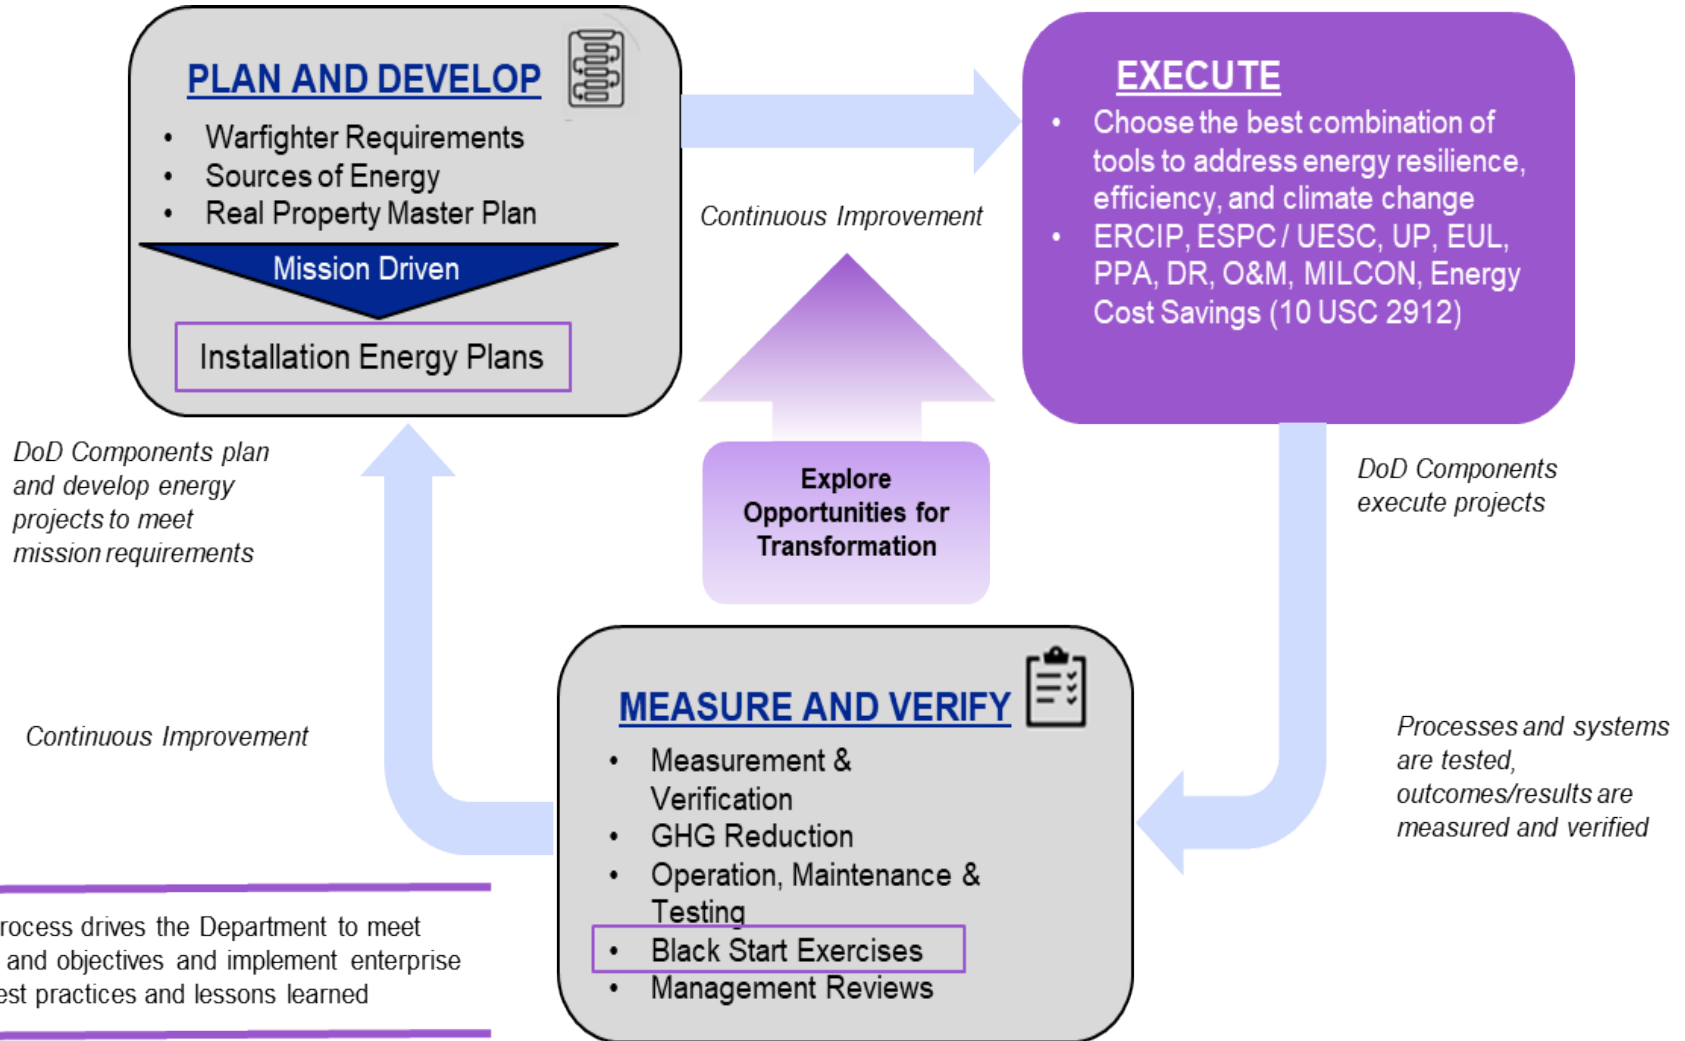 PLAN AND DEVELOP
• Warfighter Requirements
• Sources of Energy
• Real Property Master Plan
Mission Driven
Installation Energy Plans
Continuous Improvement
EXECUTE
• Choose the best combination of
tools to address energy resilience,
efficiency, and climate change
• ERCIP, ESPC / UESC, UP, EUL,
PPA, DR, O&M, MILCON, Energy
Cost Savings (10 USC 2912)
DoD Components plan
and develop energy
projects to meet
mission requirements
Explore
Opportunities for
Transformation
DoD Components
execute projects
Continuous Improvement
MEASURE AND VERIFY
• Measurement &
Verification
• GHG Reduction
• Operation, Maintenance &
Testing
• Black Start Exercises
• Management Reviews
Processes and systems
are tested,
outcomes/results are
measured and verified
rocess drives the Department to meet
and objectives and implement enterprise
est practices and lessons learned